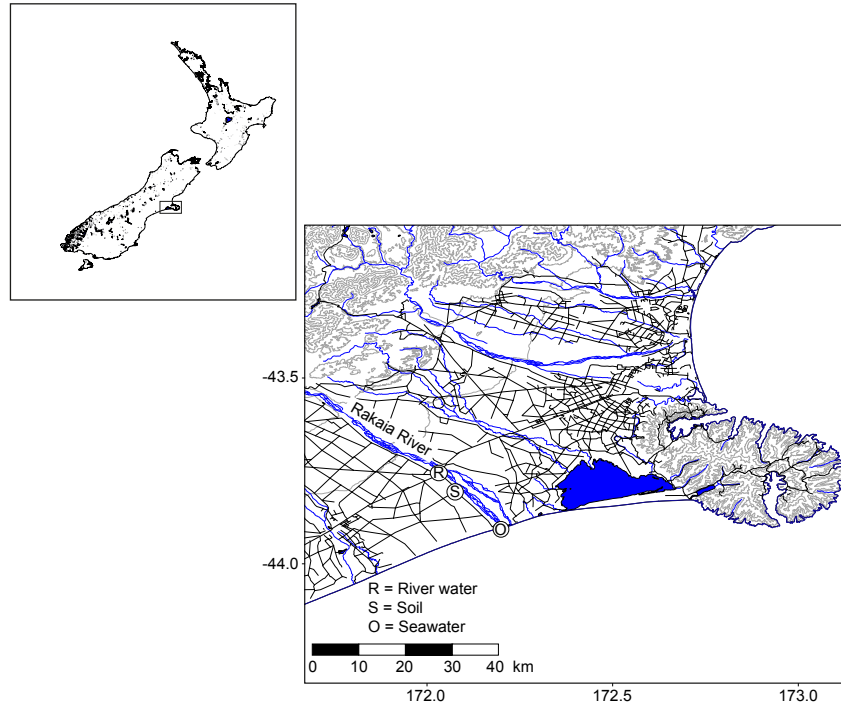 -43.5
Rakaia River
R
S
O
-44.0
R = River water
S = Soil
O = Seawater
0 10 20 30 40 km
172.0 172.5 173.0